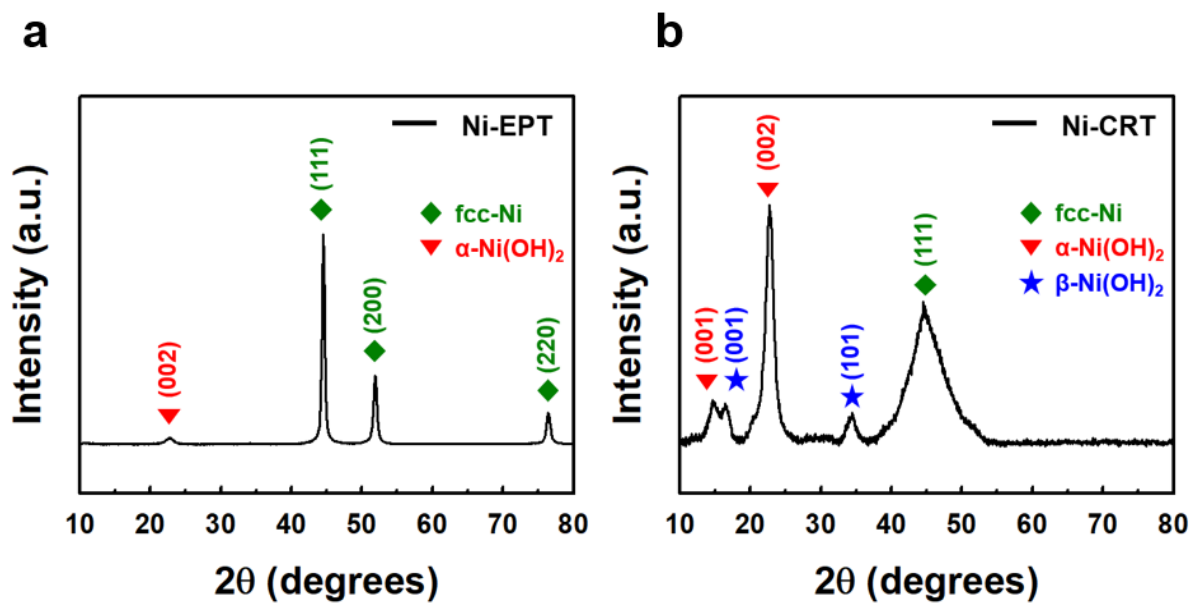 a
Ni-EPT
(111)
fcc-Ni
α-Ni(OH)₂
(200)
(002)
(220)
Intensity (a.u.)
10 20 30 40 50 60 70 80
2θ (degrees)
b
Ni-CRT
(002)
fcc-Ni
α-Ni(OH)₂
β-Ni(OH)₂
(111)
(001)
(001)
(101)
Intensity (a.u.)
10 20 30 40 50 60 70 80
2θ (degrees)